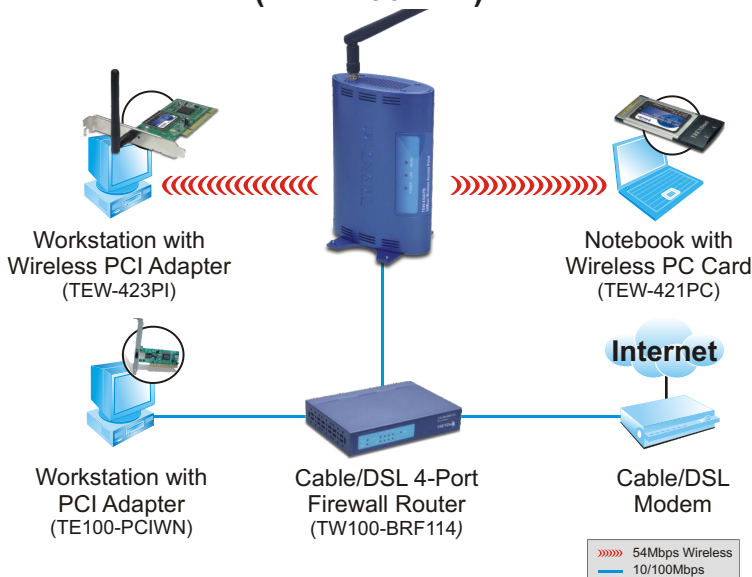 Workstation with
Wireless PCI Adapter
(TEW-423PI)
Notebook with
Wireless PC Card
(TEW-421PC)
Internet
Workstation with
PCI Adapter
(TE100-PCIWN)
Cable/DSL 4-Port
Firewall Router
(TW100-BRF114)
Cable/DSL
Modem
54Mbps Wireless
10/100Mbps